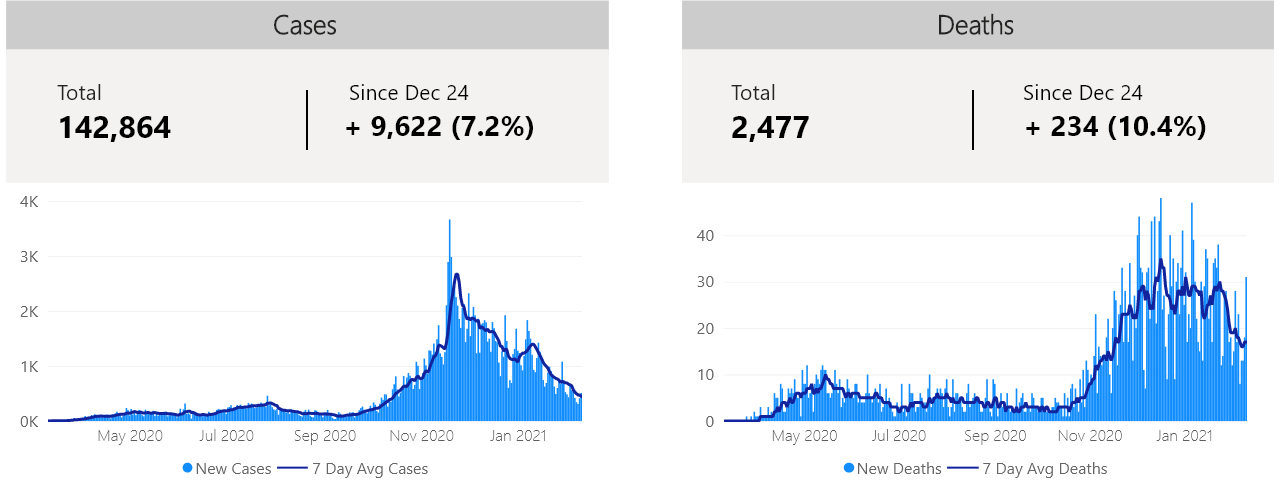 Cases
Total
142,864
Since Dec 24
+ 9,622 (7.2%)
4K
3K
2K
1K
0K
May 2020 Jul 2020 Sep 2020 Nov 2020 Jan 2021
New Cases 7 Day Avg Cases
Deaths
Total
2,477
Since Dec 24
+ 234 (10.4%)
40
30
20
10
0
May 2020 Jul 2020 Sep 2020 Nov 2020 Jan 2021
New Deaths 7 Day Avg Deaths